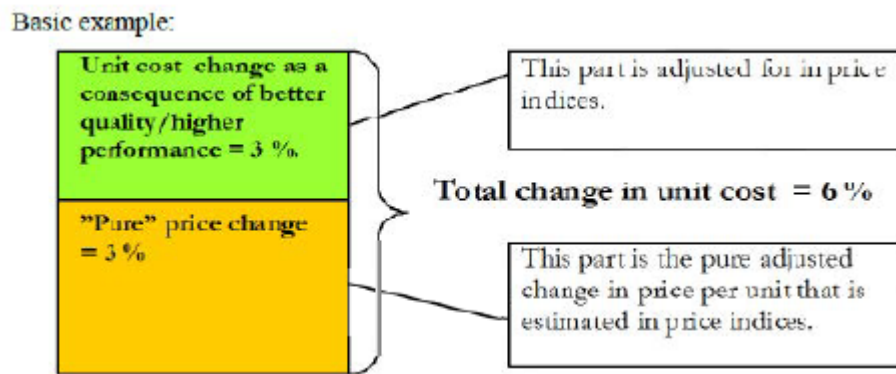 Basic example:
Unit cost change as a
consequence of better
quality/higher
performance = 3 %.
This part is adjusted for in price
indices.
Total change in unit cost = 6 %
”Pure” price change
= 3 %
This part is the pure adjusted
change in price per unit that is
estimated in price indices.